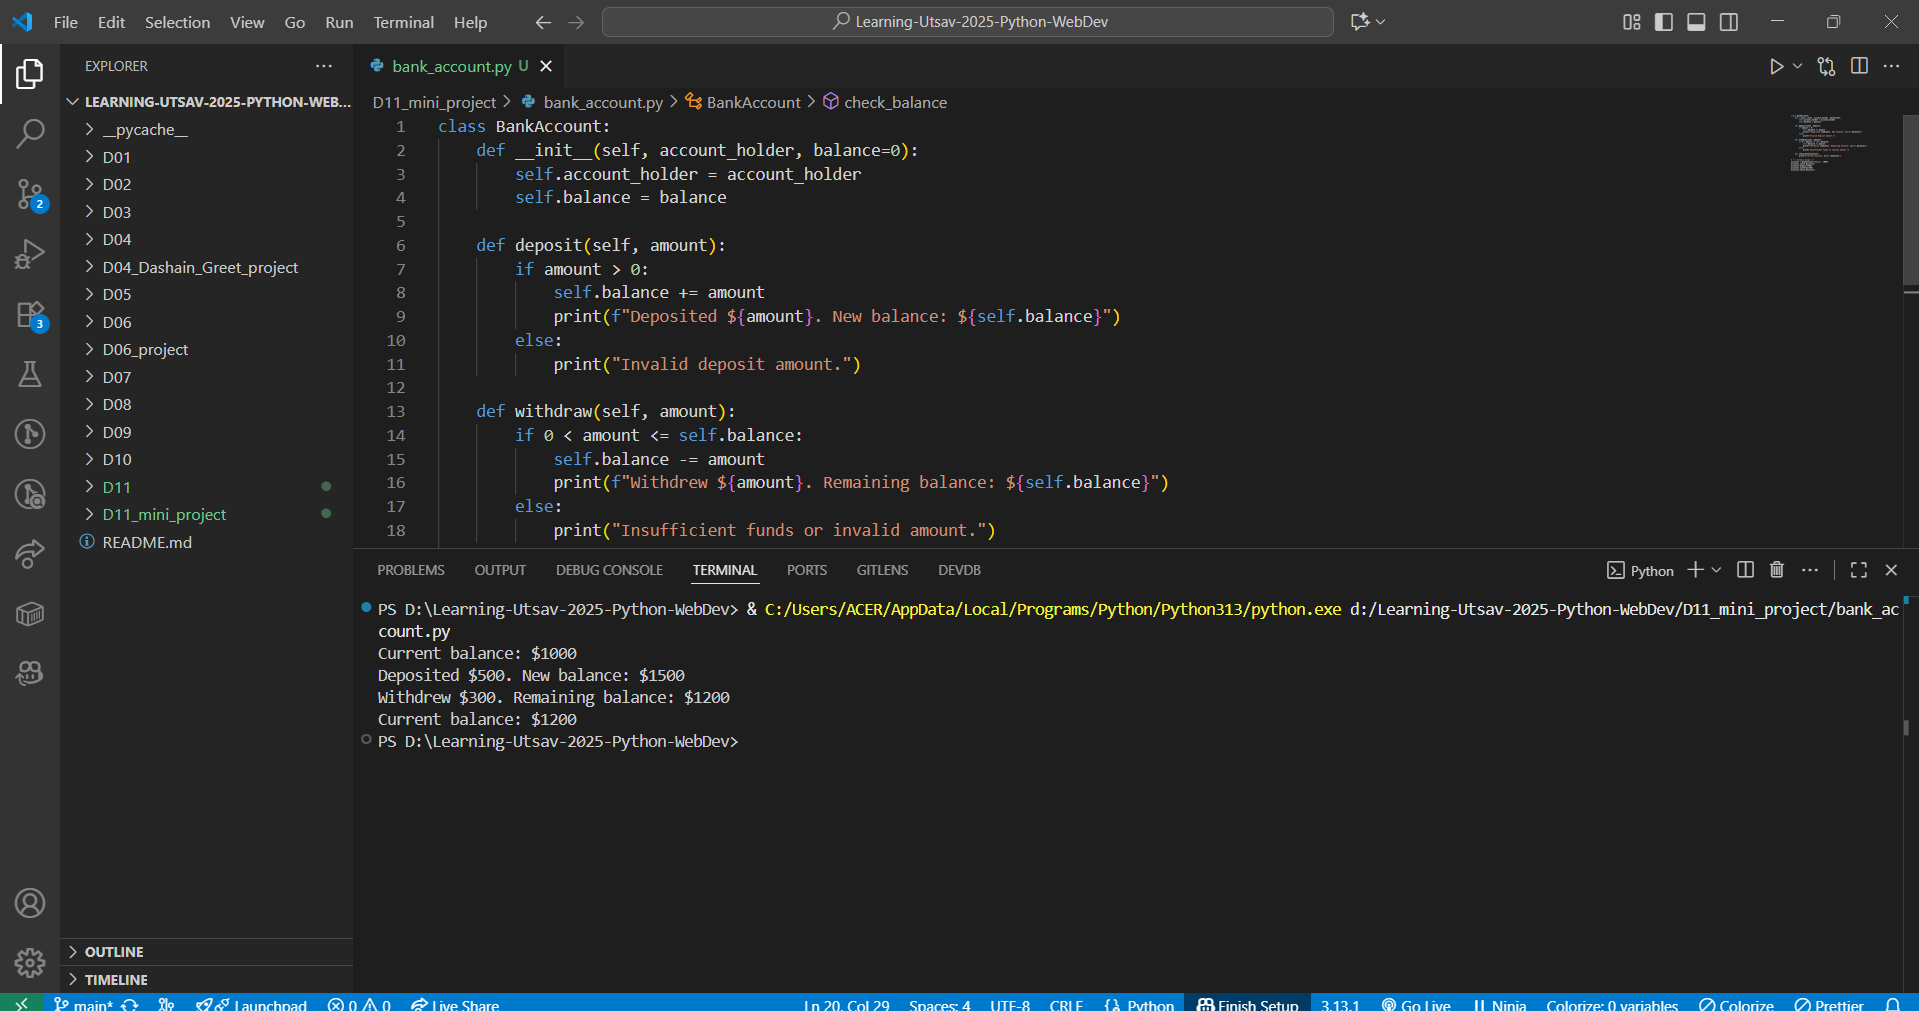 File Edit Selection View Go Run Terminal Help
Learning-Utsav-2025-Python-WebDev
EXPLORER
LEARNING-UTSAV-2025-PYTHON-WEB...
__pycache__
D01
D02
D03
D04
D04_Dashain_Greet_project
D05
D06
D06_project
D07
D08
D09
D10
D11
D11_mini_project
README.md
OUTLINE
TIMELINE
2
3
bank_account.py U
D11_mini_project > bank_account.py > BankAccount > check_balance
1 class BankAccount:
2 def __init__(self, account_holder, balance=0):
3 self.account_holder = account_holder
4 self.balance = balance
5
6 def deposit(self, amount):
7 if amount > 0:
8 self.balance += amount
9 print(f"Deposited ${amount}. New balance: ${self.balance}")
10 else:
11 print("Invalid deposit amount.")
12
13 def withdraw(self, amount):
14 if 0 < amount <= self.balance:
15 self.balance -= amount
16 print(f"Withdrew ${amount}. Remaining balance: ${self.balance}")
17 else:
18 print("Insufficient funds or invalid amount.")
PROBLEMS OUTPUT DEBUG CONSOLE TERMINAL PORTS GITLENS DEVDB
Python
PS D:\Learning-Utsav-2025-Python-WebDev> & C:/Users/ACER/AppData/Local/Programs/Python/Python313/python.exe d:/Learning-Utsav-2025-Python-WebDev/D11_mini_project/bank_ac
count.py
Current balance: $1000
Deposited $500. New balance: $1500
Withdrew $300. Remaining balance: $1200
Current balance: $1200
PS D:\Learning-Utsav-2025-Python-WebDev>
main* Launchpad 0 0 Live Share Ln 20, Col 29 Spaces: 4 UTF-8 CRLF Python Finish Setup 3.13.1 Go Live Ninja Colorize: 0 variables Colorize Prettier